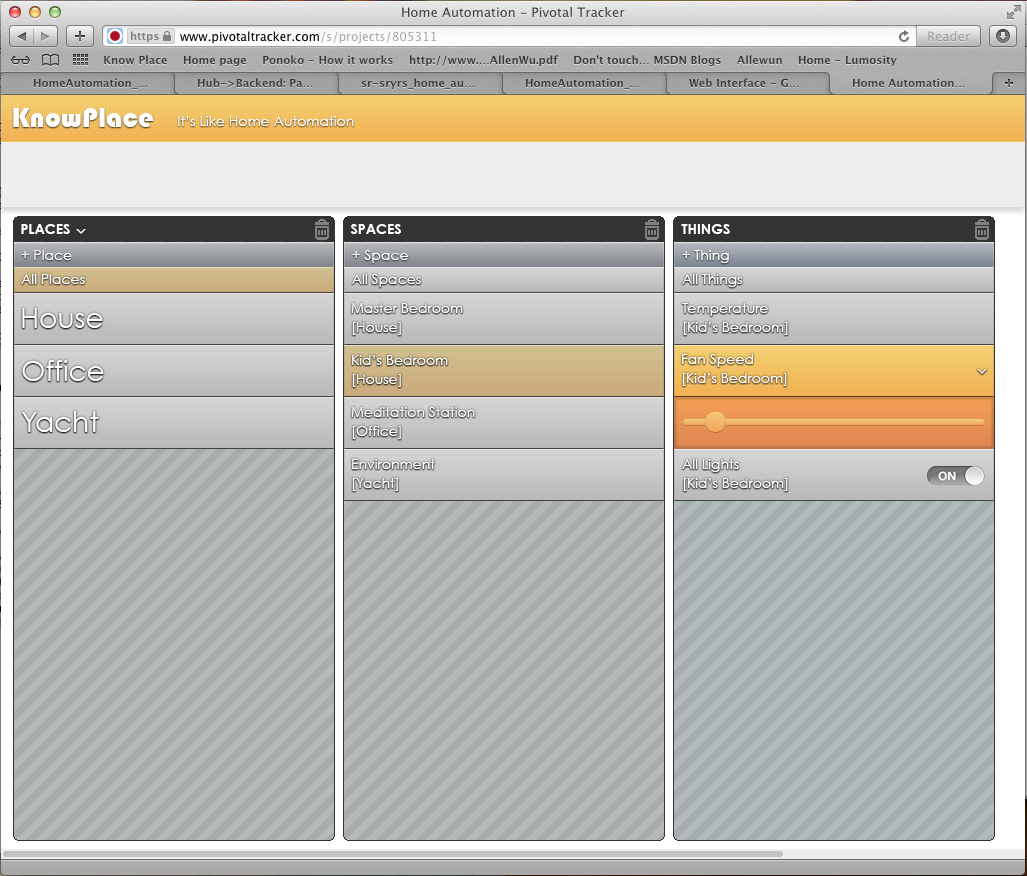 Home Automation – Pivotal Tracker
https www.pivotaltracker.com/s/projects/805311 Reader
Know Place Home page Ponoko – How it works http://www....AllenWu.pdf Don't touch... MSDN Blogs Allewun Home – Lumosity
HomeAutomation_... Hub->Backend: Pa... sr-sryrs_home_au... HomeAutomation_... Web Interface – G... Home Automation...
KnowPlace It's Like Home Automation
PLACES
+ Place
All Places
House
Office
Yacht
SPACES
+ Space
All Spaces
Master Bedroom
[House]
Kid's Bedroom
[House]
Meditation Station
[Office]
Environment
[Yacht]
THINGS
+ Thing
All Things
Temperature
[Kid's Bedroom]
Fan Speed
[Kid's Bedroom]
All Lights
[Kid's Bedroom]
ON